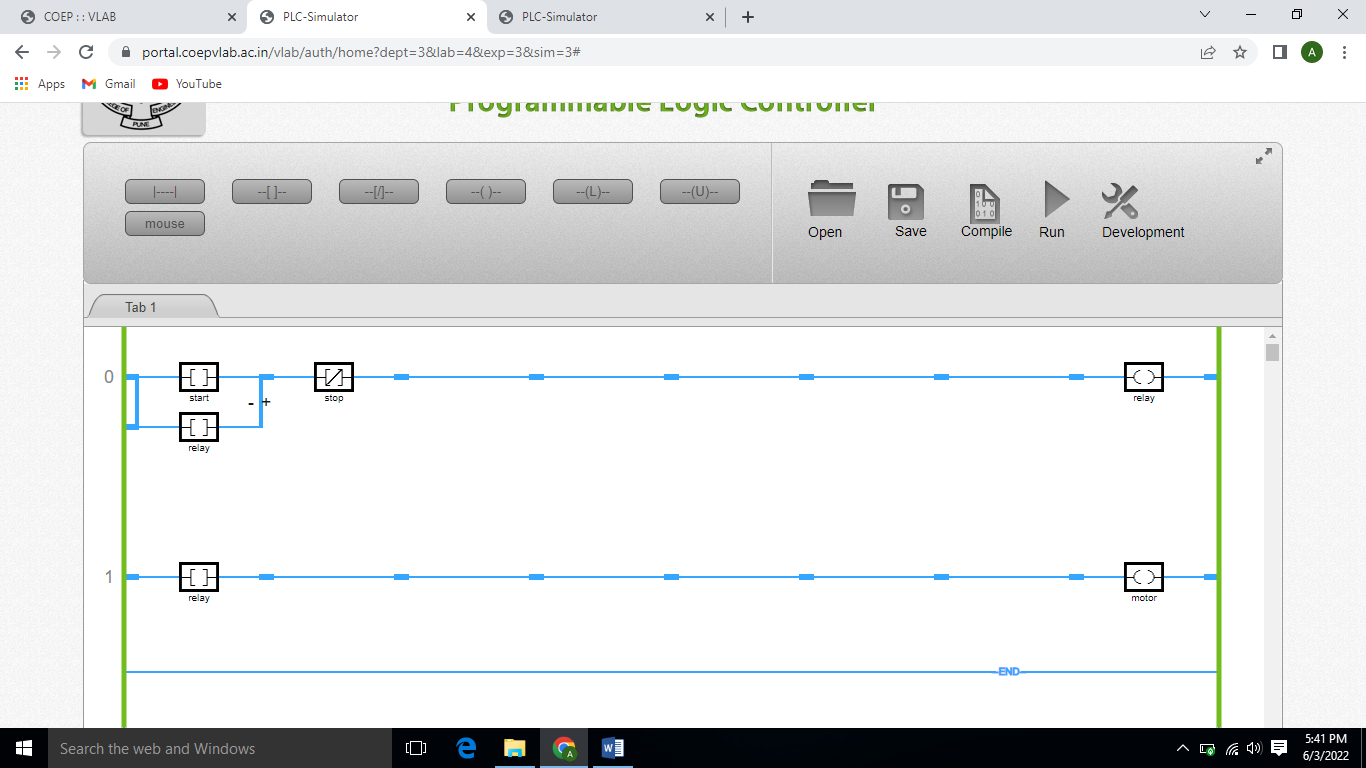 COEP : : VLAB
PLC-Simulator
PLC-Simulator
portal.coepvlab.ac.in/vlab/auth/home?dept=3&lab=4&exp=3&sim=3#
A
Apps
Gmail
YouTube
PUNE
Programmable Logic Controller
|----|
--[ ]--
--[/]--
--( )--
--(L)--
--(U)--
mouse
Open
Save
Compile
Run
Development
Tab 1
0
start
stop
relay
- +
relay
1
relay
motor
END
Search the web and Windows
5:41 PM
6/3/2022